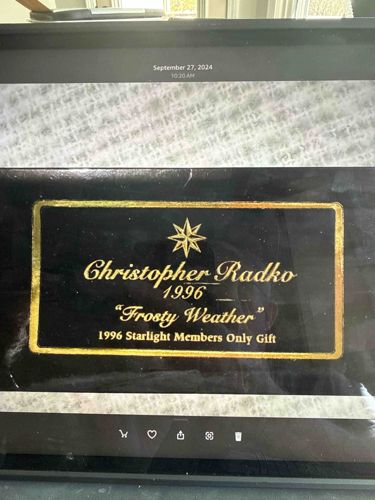 September 27, 2024
10:20 AM
Christopher Radko
1996
"Frosty Weather"
1996 Starlight Members Only Gift